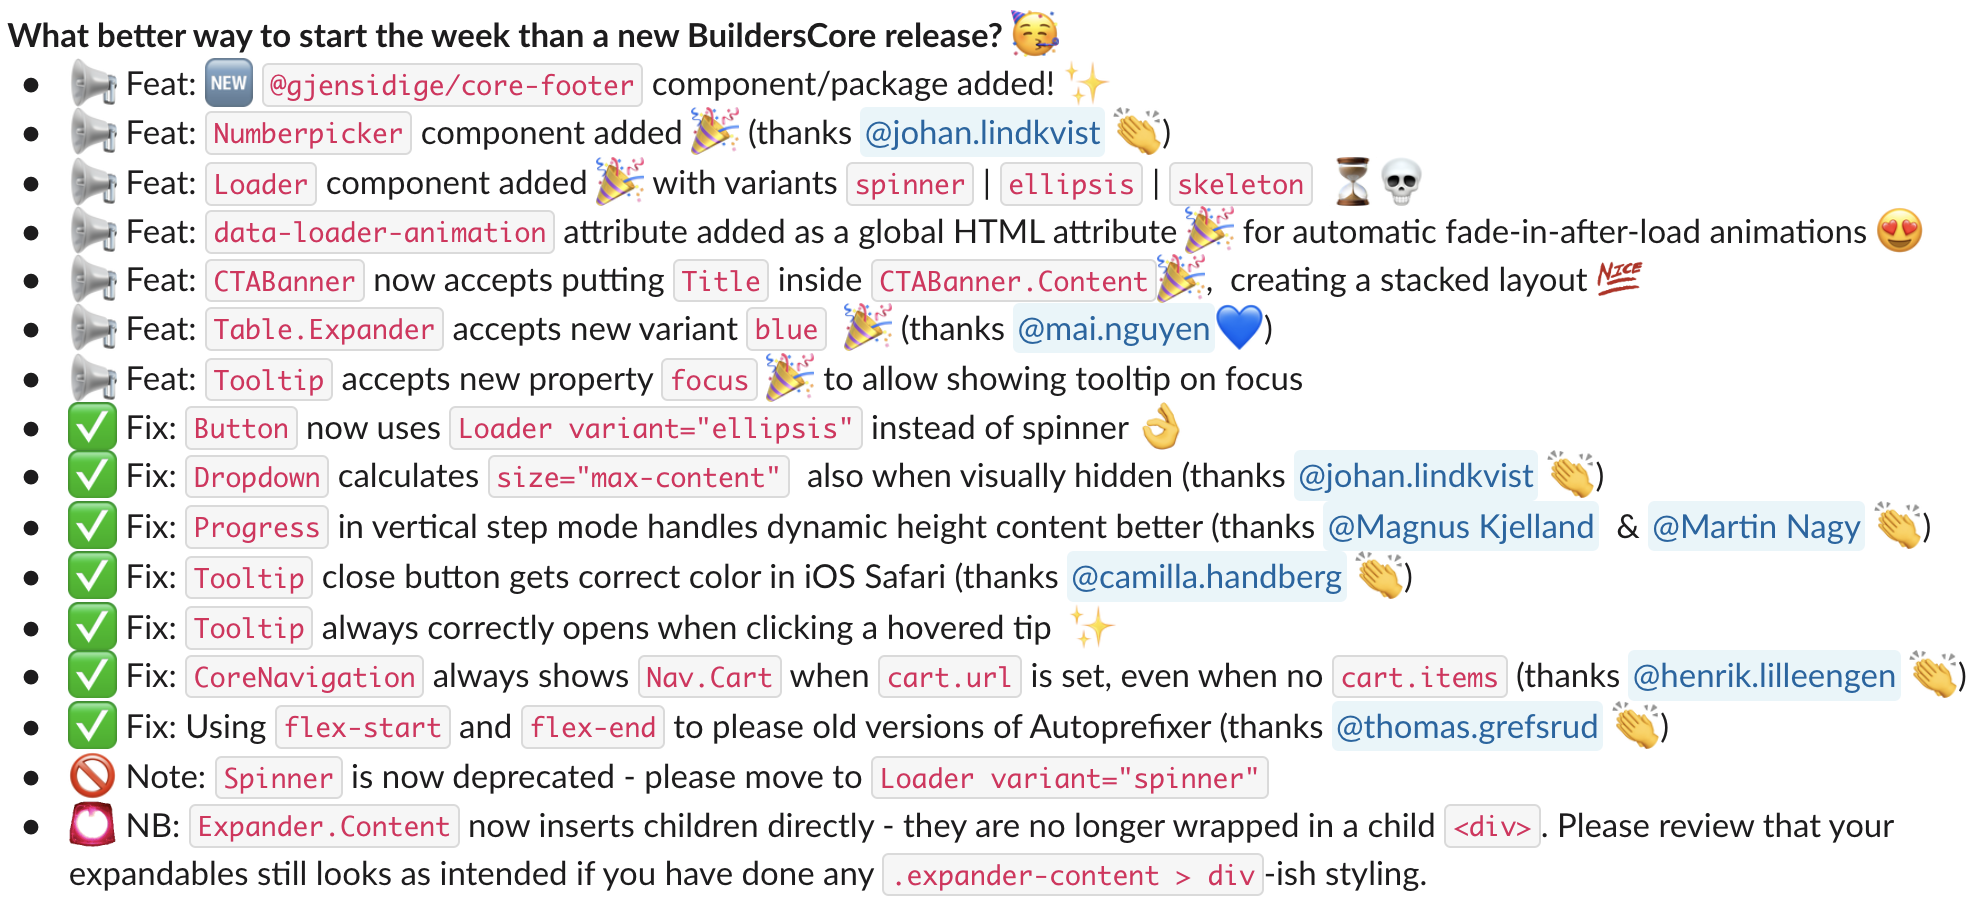 What better way to start the week than a new BuildersCore release? 🥳
• 📢 Feat: 🆕 @gjensidige/core-footer component/package added! ✨
• 📢 Feat: Numberpicker component added 🎉 (thanks @johan.lindkvist 👏)
• 📢 Feat: Loader component added 🎉 with variants spinner | ellipsis | skeleton ⏳💀
• 📢 Feat: data-loader-animation attribute added as a global HTML attribute 🎉 for automatic fade-in-after-load animations 😍
• 📢 Feat: CTABanner now accepts putting Title inside CTABanner.Content 🎉, creating a stacked layout NICE
• 📢 Feat: Table.Expander accepts new variant blue 🎉 (thanks @mai.nguyen 💙)
• 📢 Feat: Tooltip accepts new property focus 🎉 to allow showing tooltip on focus
• ✅ Fix: Button now uses Loader variant="ellipsis" instead of spinner 👌
• ✅ Fix: Dropdown calculates size="max-content" also when visually hidden (thanks @johan.lindkvist 👏)
• ✅ Fix: Progress in vertical step mode handles dynamic height content better (thanks @Magnus Kjelland & @Martin Nagy 👏)
• ✅ Fix: Tooltip close button gets correct color in iOS Safari (thanks @camilla.handberg 👏)
• ✅ Fix: Tooltip always correctly opens when clicking a hovered tip ✨
• ✅ Fix: CoreNavigation always shows Nav.Cart when cart.url is set, even when no cart.items (thanks @henrik.lilleengen 👏)
• ✅ Fix: Using flex-start and flex-end to please old versions of Autoprefixer (thanks @thomas.grefsrud 👏)
• 🚫 Note: Spinner is now deprecated - please move to Loader variant="spinner"
• 🚨 NB: Expander.Content now inserts children directly - they are no longer wrapped in a child <div>. Please review that your
expandables still looks as intended if you have done any .expander-content > div-ish styling.